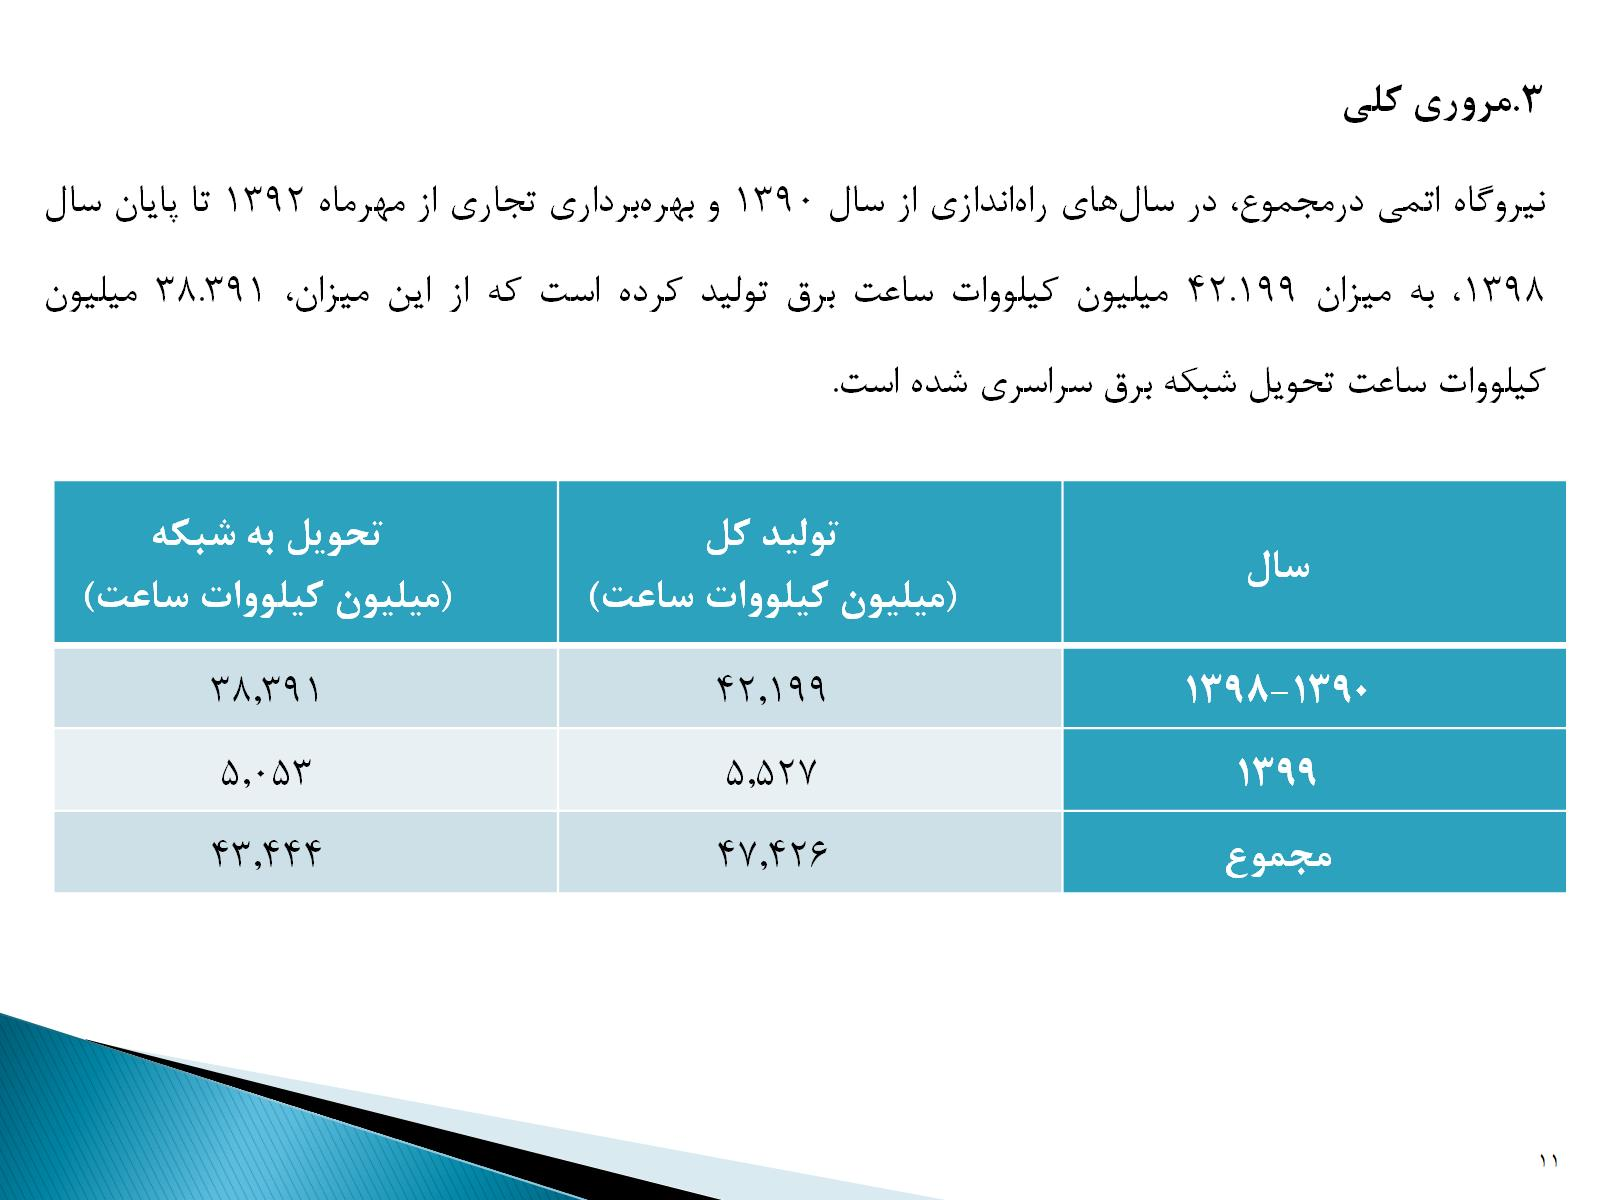 ۳.مروری کلی
نیروگاه اتمی درمجموع، در سال‌های راه‌اندازی از سال ۱۳۹۰ و بهره‌برداری تجاری از مهرماه ۱۳۹۲ تا پایان سال
۱۳۹۸، به میزان ۴۲.۱۹۹ میلیون کیلووات ساعت برق تولید کرده است که از این میزان، ۳۸.۳۹۱ میلیون
کیلووات ساعت تحویل شبکه برق سراسری شده است.
سال
تولید کل
(میلیون کیلووات ساعت)
تحویل به شبکه
(میلیون کیلووات ساعت)
۱۳۹۸-۱۳۹۰
۴۲,۱۹۹
۳۸,۳۹۱
۱۳۹۹
۵,۵۲۷
۵,۰۵۳
مجموع
۴۷,۴۲۶
۴۳,۴۴۴
۱۱